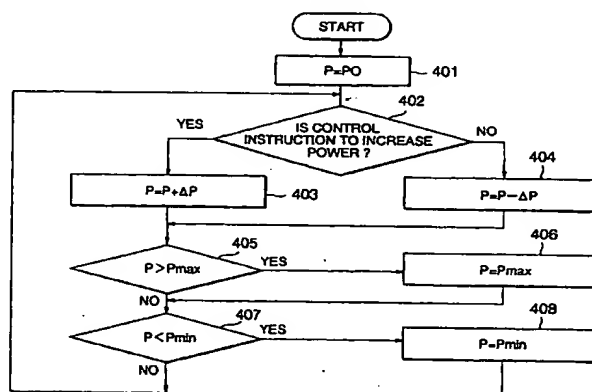 START
P=PO
401
402
IS CONTROL
INSTRUCTION TO INCREASE
POWER ?
YES
NO
P=P+ΔP
403
404
P=P−ΔP
405
P>Pmax
YES
406
P=Pmax
NO
407
P<Pmin
YES
408
P=Pmin
NO